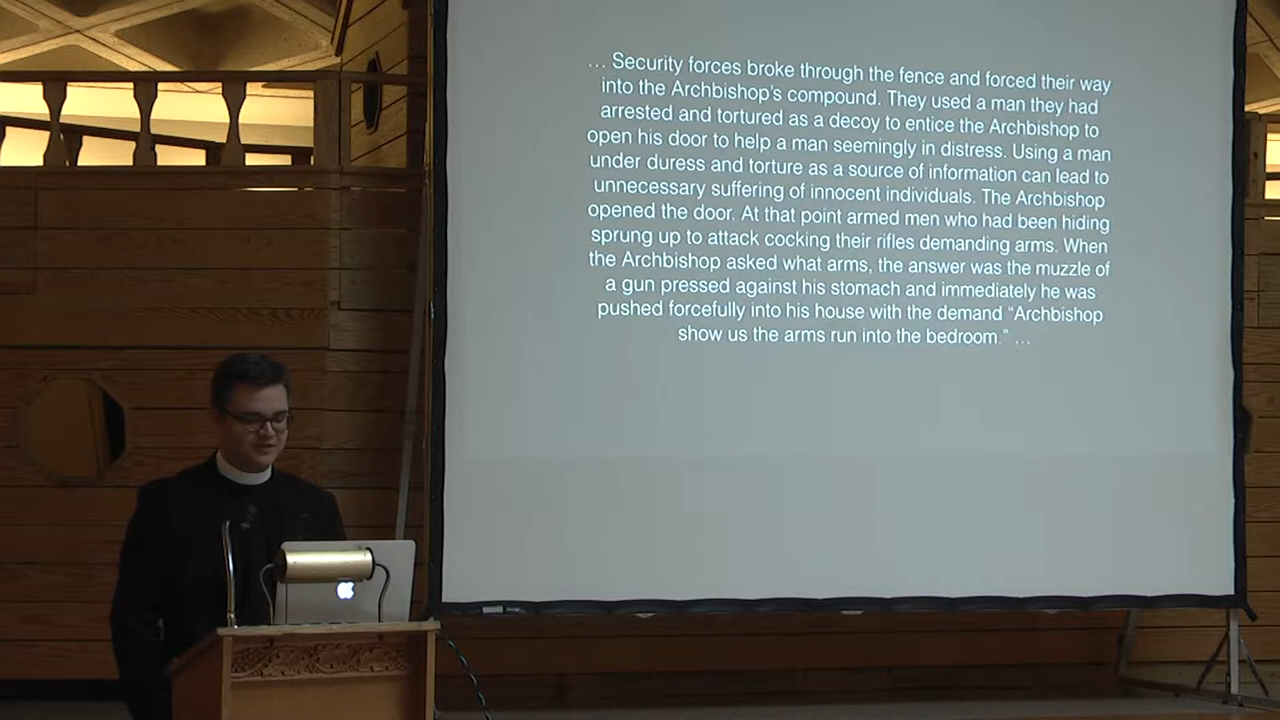 … Security forces broke through the fence and forced their way
into the Archbishop's compound. They used a man they had
arrested and tortured as a decoy to entice the Archbishop to
open his door to help a man seemingly in distress. Using a man
under duress and torture as a source of information can lead to
unnecessary suffering of innocent individuals. The Archbishop
opened the door. At that point armed men who had been hiding
sprung up to attack cocking their rifles demanding arms. When
the Archbishop asked what arms, the answer was the muzzle of
a gun pressed against his stomach and immediately he was
pushed forcefully into his house with the demand “Archbishop
show us the arms run into the bedroom.” …